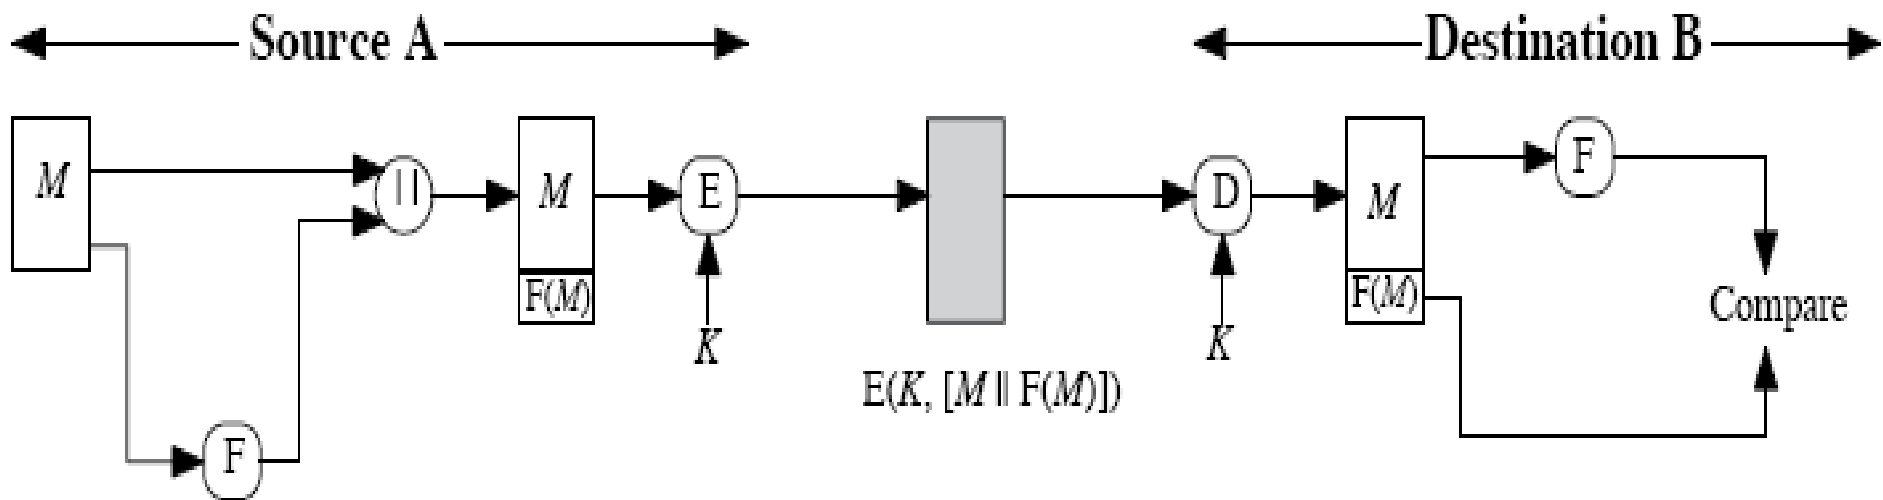 Source A
Destination B
M
||
M
E
D
M
F
F(M)
F(M)
Compare
K
K
E(K, [M || F(M)])
F